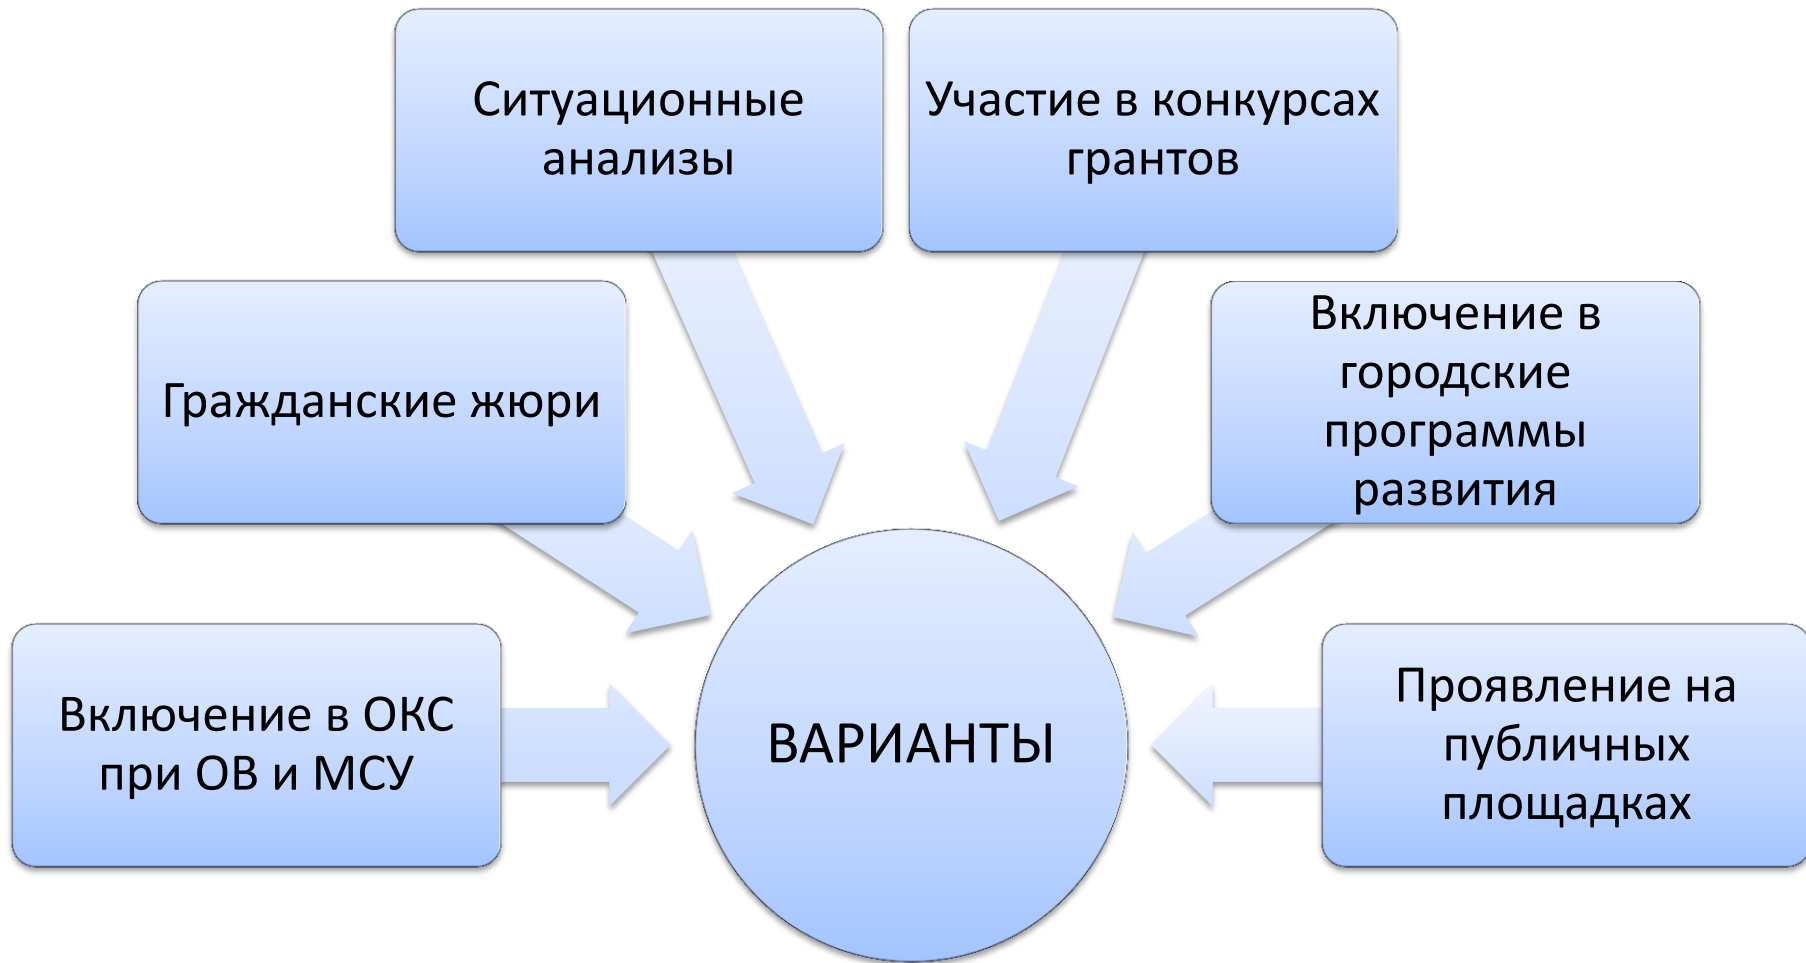 Ситуационные
анализы
Участие в конкурсах
грантов
Гражданские жюри
Включение в
городские
программы
развития
Включение в ОКС
при ОВ и МСУ
ВАРИАНТЫ
Проявление на
публичных
площадках